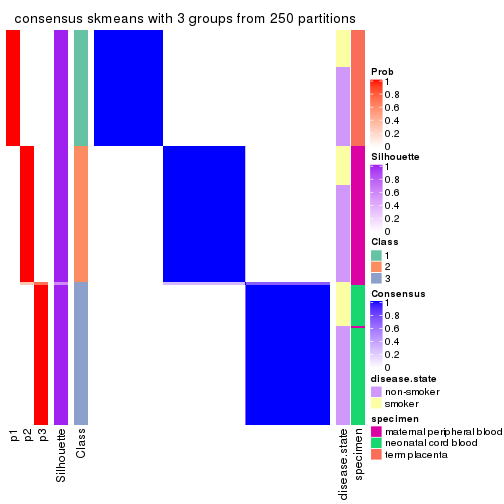 consensus skmeans with 3 groups from 250 partitions
Prob
1
0.8
0.6
0.4
0.2
0
Silhouette
1
0.8
0.6
0.4
0.2
0
Class
1
2
3
Consensus
1
0.8
0.6
0.4
0.2
0
disease.state
non-smoker
smoker
specimen
maternal peripheral blood
neonatal cord blood
term placenta
p1
p2
p3
Silhouette
Class
disease.state
specimen